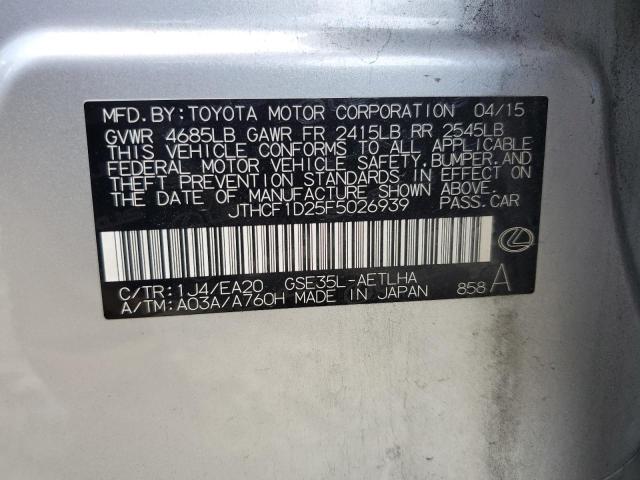 MFD.BY:TOYOTA MOTOR CORPORATION 04/15
GVWR 4685LB GAWR FR 2415LB RR 2545LB
THIS VEHICLE CONFORMS TO ALL APPLICABLE
FEDERAL MOTOR VEHICLE SAFETY,BUMPER,AND
THEFT PREVENTION STANDARDS IN EFFECT ON
THE DATE OF MANUFACTURE SHOWN ABOVE.
JTHCF1D25F5026939 PASS.CAR
C/TR:1J4/EA20 GSE35L-AETLHA
A/TM:A03A/A760H MADE IN JAPAN 858 A